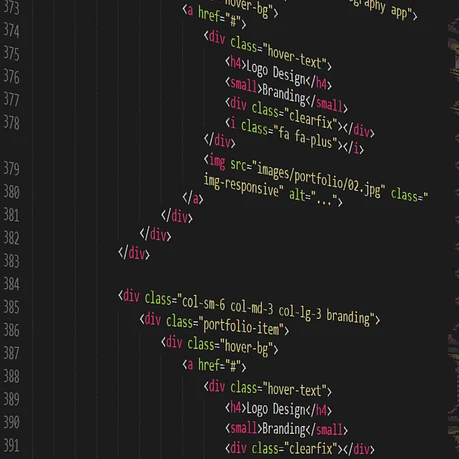 hover-bg">
graphy app">
<a href="#">
<div class="hover-text">
373 <h4>Logo Design</h4>
374 <small>Branding</small>
375 <div class="clearfix"></div>
376 <i class="fa fa-plus"></i>
377 </div>
378 <img src="images/portfolio/02.jpg" class="
img-responsive" alt="...">
379 </a>
380 </div>
381 </div>
382 </div>
383
384 <div class="col-sm-6 col-md-3 col-lg-3 branding">
385 <div class="portfolio-item">
386 <div class="hover-bg">
387 <a href="#">
388 <div class="hover-text">
389 <h4>Logo Design</h4>
390 <small>Branding</small>
391 <div class="clearfix"></div>